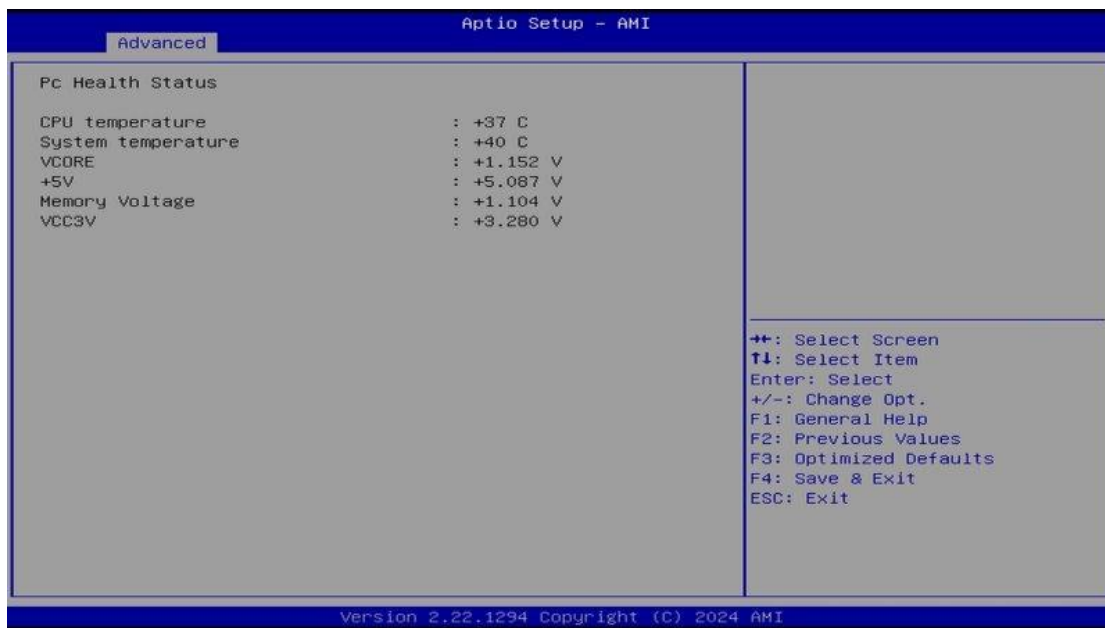 Aptio Setup - AMI
Advanced
Pc Health Status
CPU temperature : +37 C
System temperature : +40 C
VCORE : +1.152 V
+5V : +5.087 V
Memory Voltage : +1.104 V
VCC3V : +3.280 V
→←: Select Screen
↑↓: Select Item
Enter: Select
+/-: Change Opt.
F1: General Help
F2: Previous Values
F3: Optimized Defaults
F4: Save & Exit
ESC: Exit
Version 2.22.1294 Copyright (C) 2024 AMI